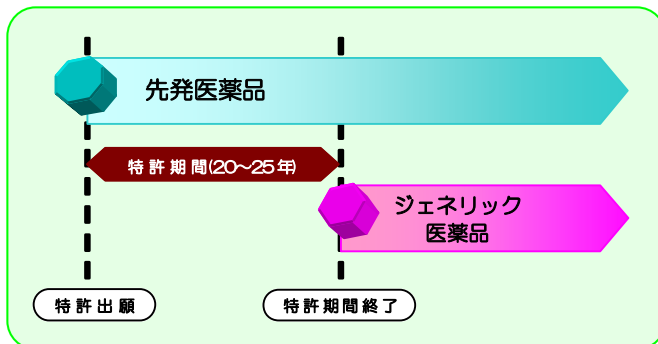 先発医薬品
特許期間(20～25年)
ジェネリック
医薬品
特許出願
特許期間終了